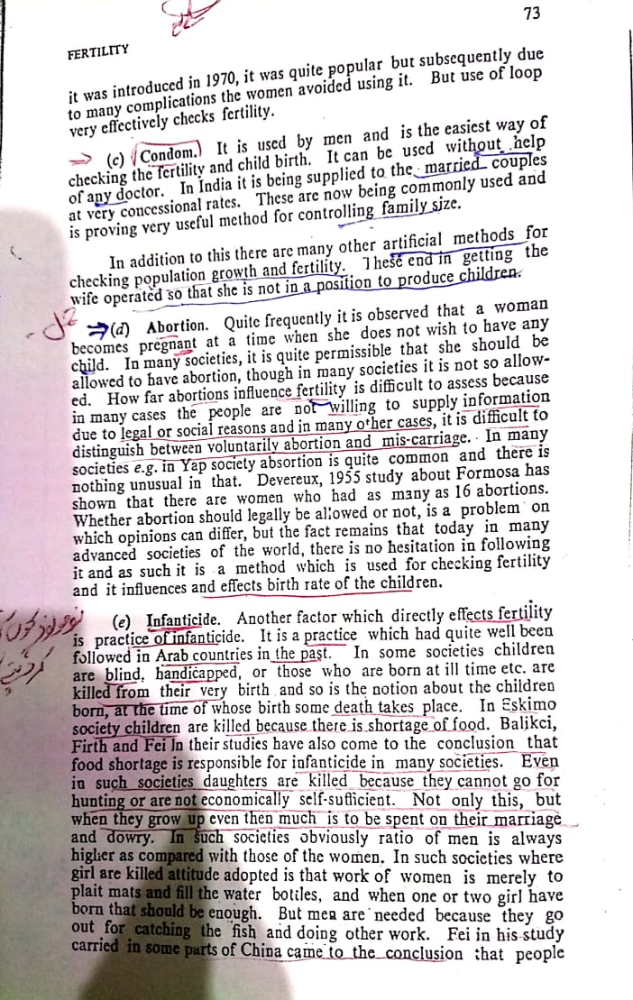 73
FERTILITY
it was introduced in 1970, it was quite popular but subsequently due
to many complications the women avoided using it. But use of loop
very effectively checks fertility.
(c) Condom. It is used by men and is the easiest way of
checking the fertility and child birth. It can be used without help
of any doctor. In India it is being supplied to the married couples
at very concessional rates. These are now being commonly used and
is proving very useful method for controlling family size.
In addition to this there are many other artificial methods for
checking population growth and fertility. These end in getting the
wife operated so that she is not in a position to produce children.
(d) Abortion. Quite frequently it is observed that a woman
becomes pregnant at a time when she does not wish to have any
child. In many societies, it is quite permissible that she should be
allowed to have abortion, though in many societies it is not so allow-
ed. How far abortions influence fertility is difficult to assess because
in many cases the people are not willing to supply information
due to legal or social reasons and in many other cases, it is difficult to
distinguish between voluntarily abortion and mis-carriage. In many
societies e.g. in Yap society absortion is quite common and there is
nothing unusual in that. Devereux, 1955 study about Formosa has
shown that there are women who had as many as 16 abortions.
Whether abortion should legally be allowed or not, is a problem on
which opinions can differ, but the fact remains that today in many
advanced societies of the world, there is no hesitation in following
it and as such it is a method which is used for checking fertility
and it influences and effects birth rate of the children.
(e) Infanticide. Another factor which directly effects fertility
is practice of infanticide. It is a practice which had quite well been
followed in Arab countries in the past. In some societies children
are blind, handicapped, or those who are born at ill time etc. are
killed from their very birth and so is the notion about the children
born, at the time of whose birth some death takes place. In Eskimo
society children are killed because there is shortage of food. Balikci,
Firth and Fei In their studies have also come to the conclusion that
food shortage is responsible for infanticide in many societies. Even
in such societies daughters are killed because they cannot go for
hunting or are not economically self-sufficient. Not only this, but
when they grow up even then much is to be spent on their marriage
and dowry. In such societies obviously ratio of men is always
higher as compared with those of the women. In such societies where
girl are killed attitude adopted is that work of women is merely to
plait mats and fill the water bottles, and when one or two girl have
born that should be enough. But men are needed because they go
out for catching the fish and doing other work. Fei in his study
carried in some parts of China came to the conclusion that people